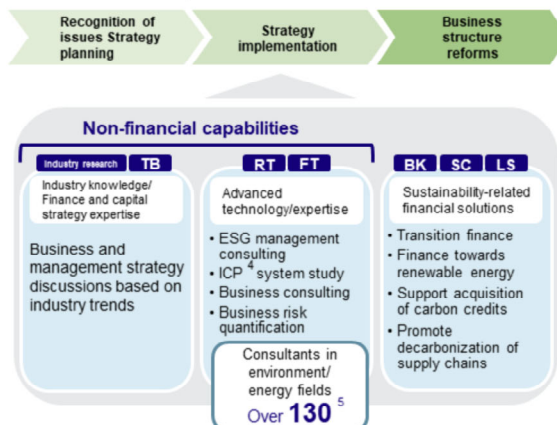 Recognition of
issues Strategy
planning
Strategy
implementation
Business
structure
reforms
Non-financial capabilities
Industry research TB
Industry knowledge/
Finance and capital
strategy expertise
Business and
management strategy
discussions based on
industry trends
RT FT
Advanced
technology/expertise
• ESG management
consulting
• ICP 4 system study
• Business consulting
• Business risk
quantification
Consultants in
environment/
energy fields
Over 130 5
BK SC LS
Sustainability-related
financial solutions
• Transition finance
• Finance towards
renewable energy
• Support acquisition
of carbon credits
• Promote
decarbonization of
supply chains